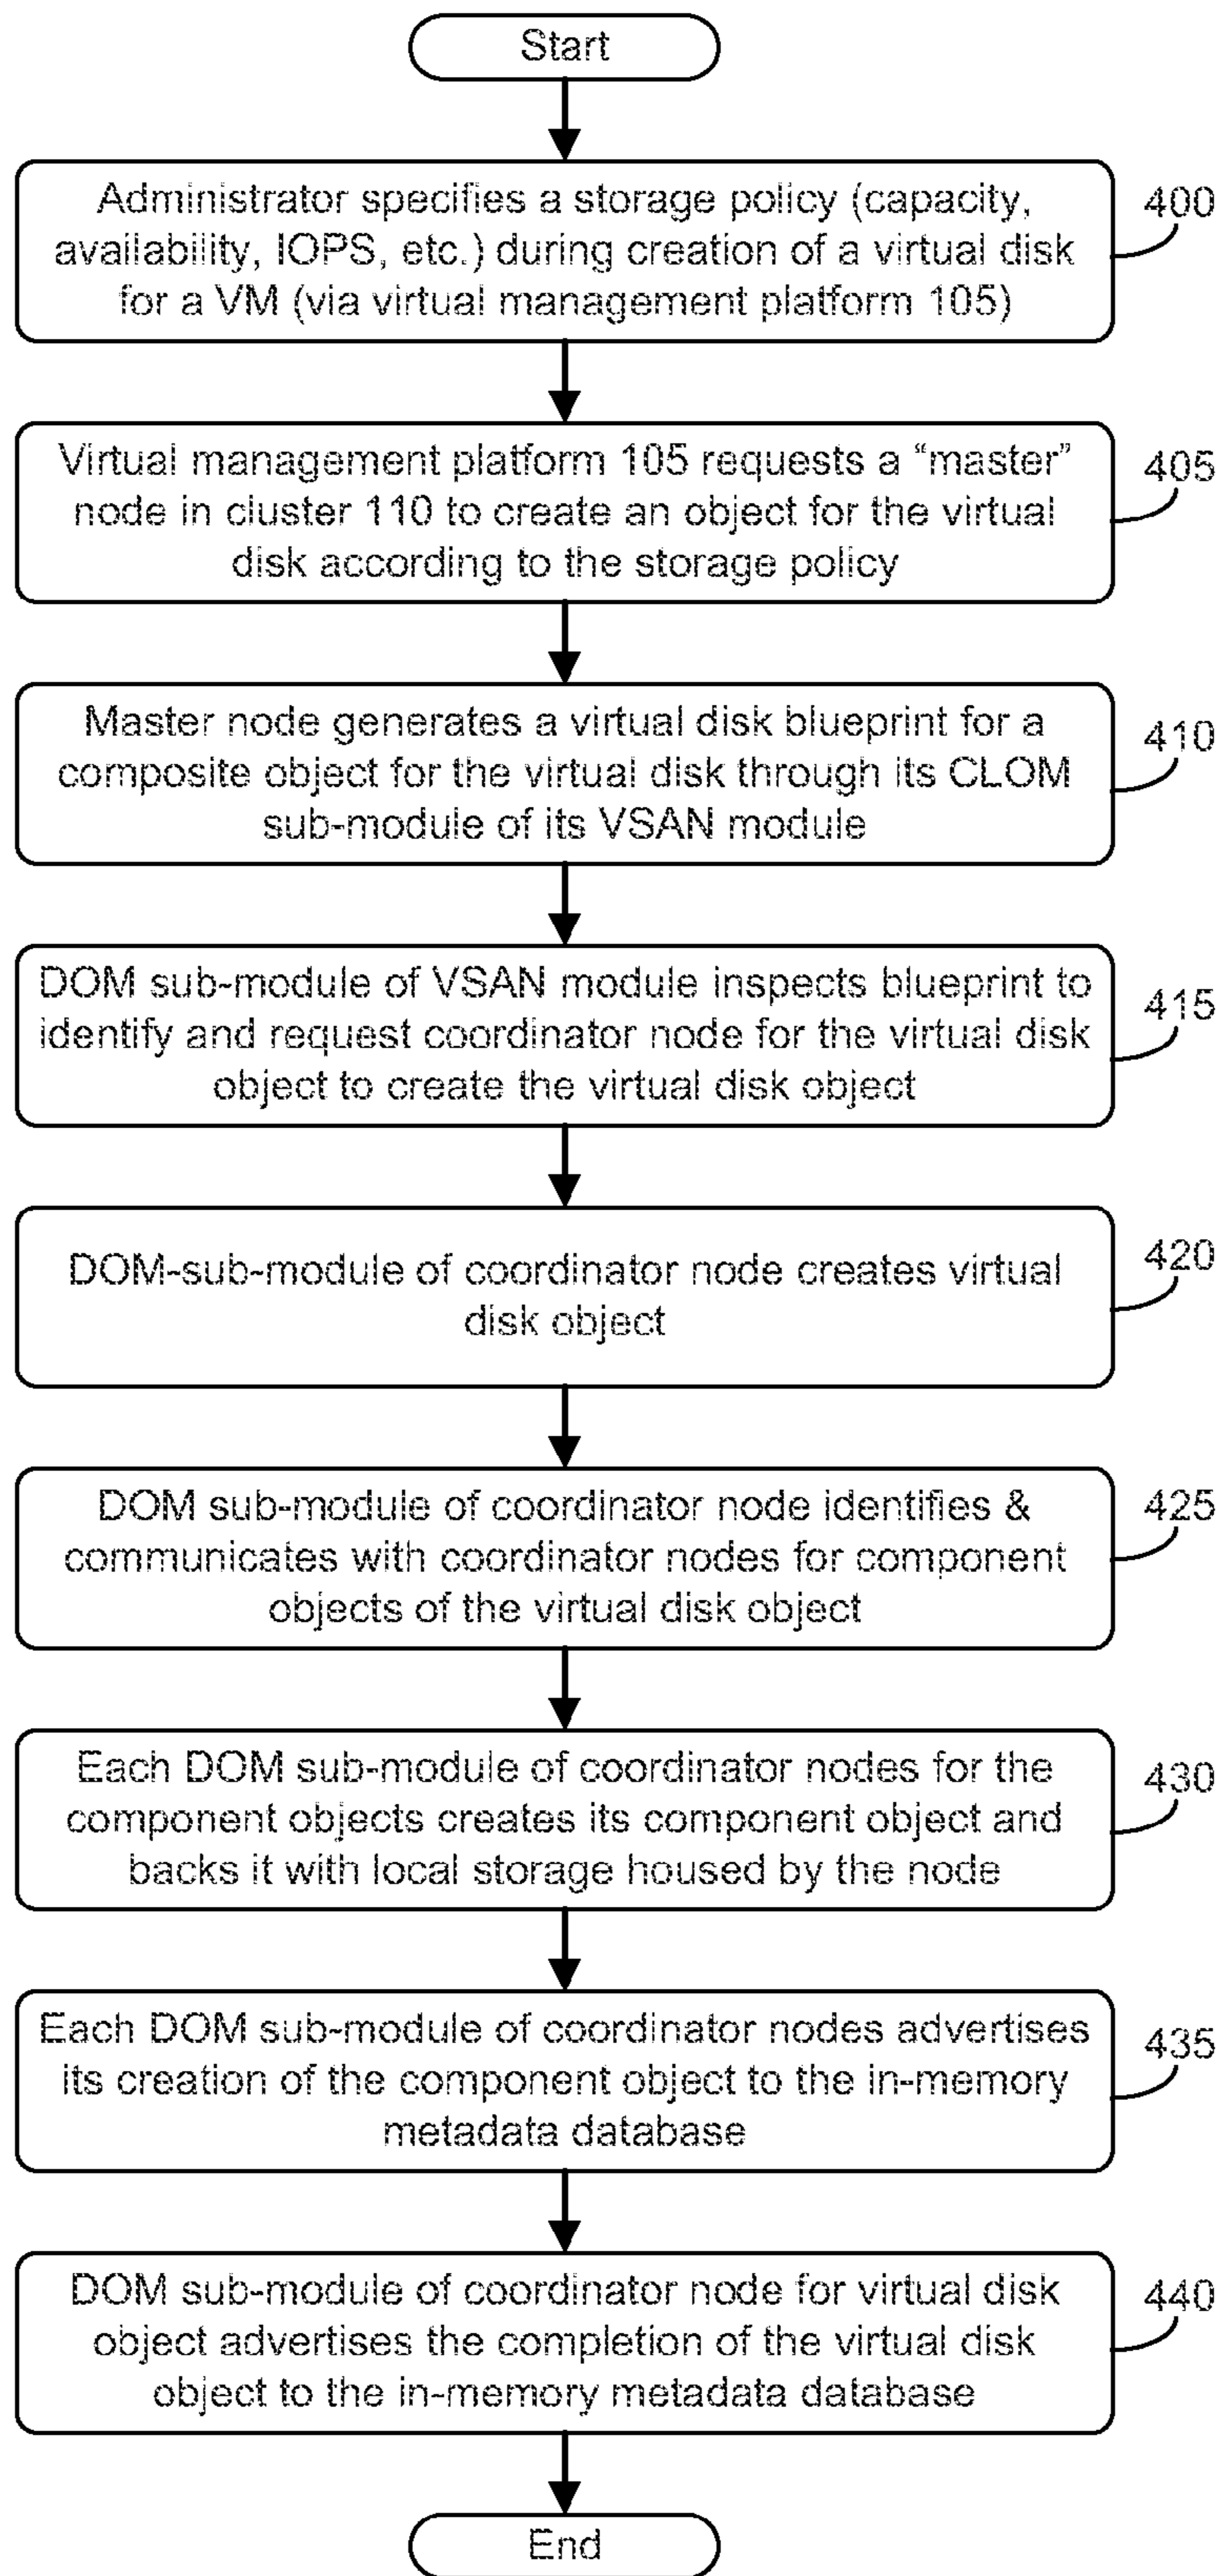 Start
Administrator specifies a storage policy (capacity,
availability, IOPS, etc.) during creation of a virtual disk
for a VM (via virtual management platform 105)
400
Virtual management platform 105 requests a “master”
node in cluster 110 to create an object for the virtual
disk according to the storage policy
405
Master node generates a virtual disk blueprint for a
composite object for the virtual disk through its CLOM
sub-module of its VSAN module
410
DOM sub-module of VSAN module inspects blueprint to
identify and request coordinator node for the virtual disk
object to create the virtual disk object
415
DOM-sub-module of coordinator node creates virtual
disk object
420
DOM sub-module of coordinator node identifies &
communicates with coordinator nodes for component
objects of the virtual disk object
425
Each DOM sub-module of coordinator nodes for the
component objects creates its component object and
backs it with local storage housed by the node
430
Each DOM sub-module of coordinator nodes advertises
its creation of the component object to the in-memory
metadata database
435
DOM sub-module of coordinator node for virtual disk
object advertises the completion of the virtual disk
object to the in-memory metadata database
440
End